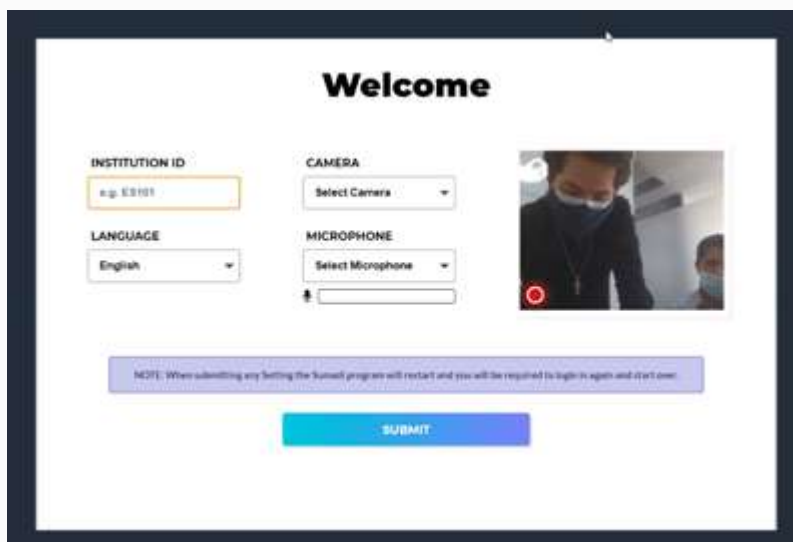 Welcome
INSTITUTION ID
e.g. ES101
LANGUAGE
English
CAMERA
Select Camera
MICROPHONE
Select Microphone
NOTE: When submitting any Setting the program will restart and you will be required to login in again and start over.
SUBMIT